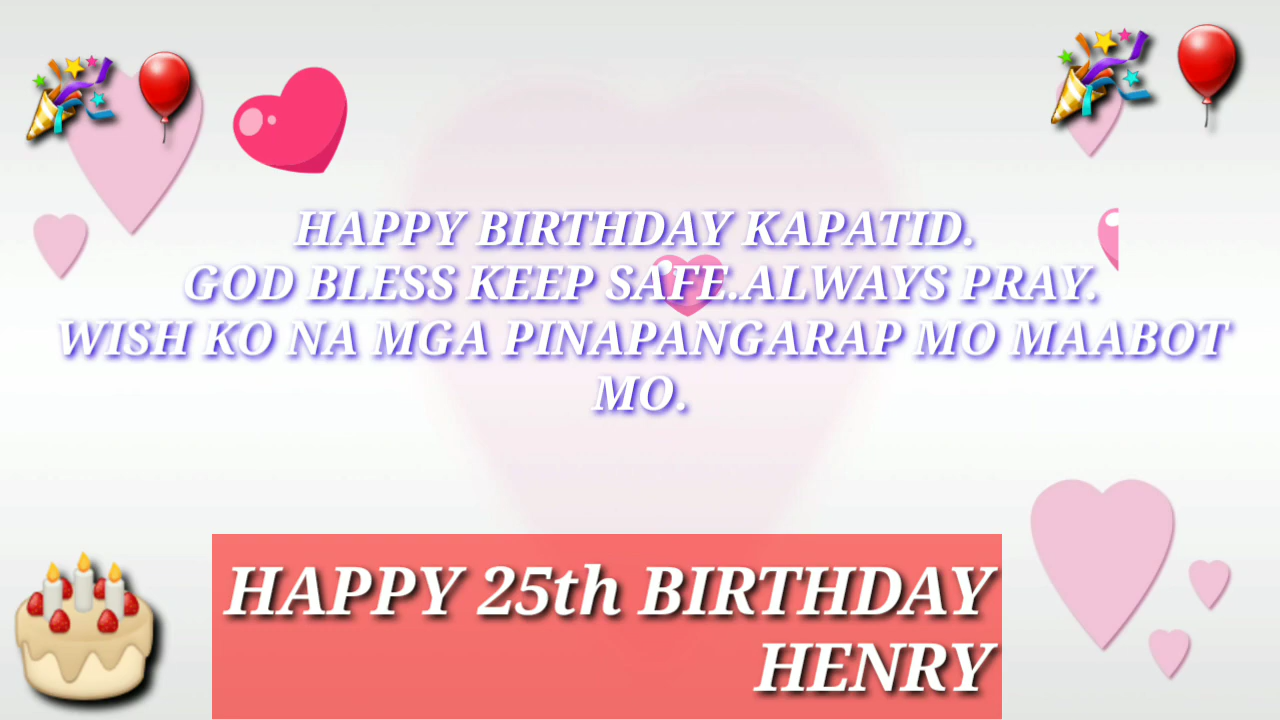 HAPPY BIRTHDAY KAPATID.
GOD BLESS KEEP SAFE.ALWAYS PRAY.
WISH KO NA MGA PINAPANGARAP MO MAABOT
MO.
HAPPY 25th BIRTHDAY
HENRY